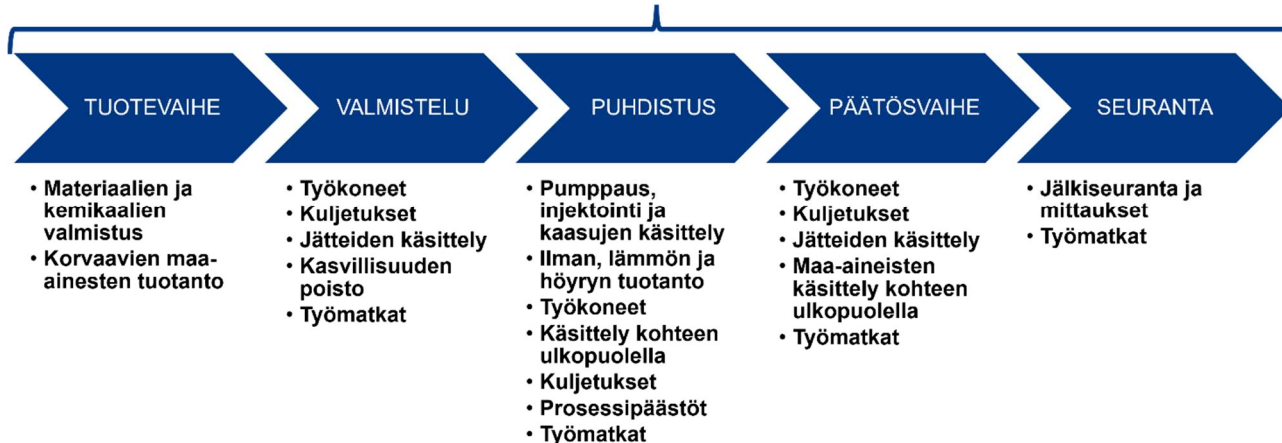 TUOTEVAIHE
• Materiaalien ja
kemikaalien
valmistus
• Korvaavien maa-
ainesten tuotanto
VALMISTELU
• Työkoneet
• Kuljetukset
• Jätteiden käsittely
• Kasvillisuuden
poisto
• Työmatkat
PUHDISTUS
• Pumppaus,
injektointi ja
kaasujen käsittely
• Ilman, lämmön ja
höyryn tuotanto
• Työkoneet
• Käsittely kohteen
ulkopuolella
• Kuljetukset
• Prosessipäästöt
• Työmatkat
PÄÄTÖSVAIHE
• Työkoneet
• Kuljetukset
• Jätteiden käsittely
• Maa-aineisten
käsittely kohteen
ulkopuolella
• Työmatkat
SEURANTA
• Jälkiseuranta ja
mittaukset
• Työmatkat